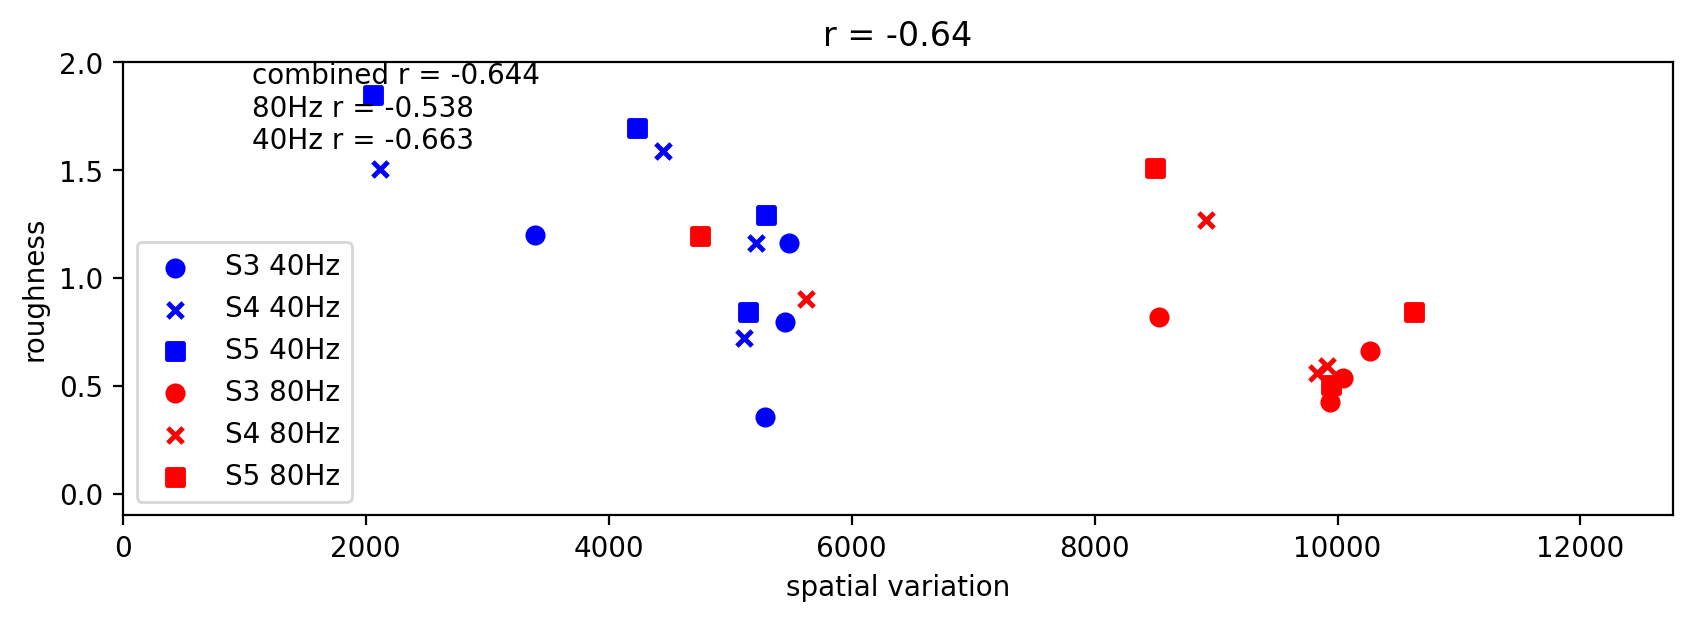 r = -0.64
combined r = -0.644
80Hz r = -0.538
40Hz r = -0.663
2.0
1.5
1.0
0.5
0.0
roughness
S3 40Hz
S4 40Hz
S5 40Hz
S3 80Hz
S4 80Hz
S5 80Hz
0 2000 4000 6000 8000 10000 12000
spatial variation